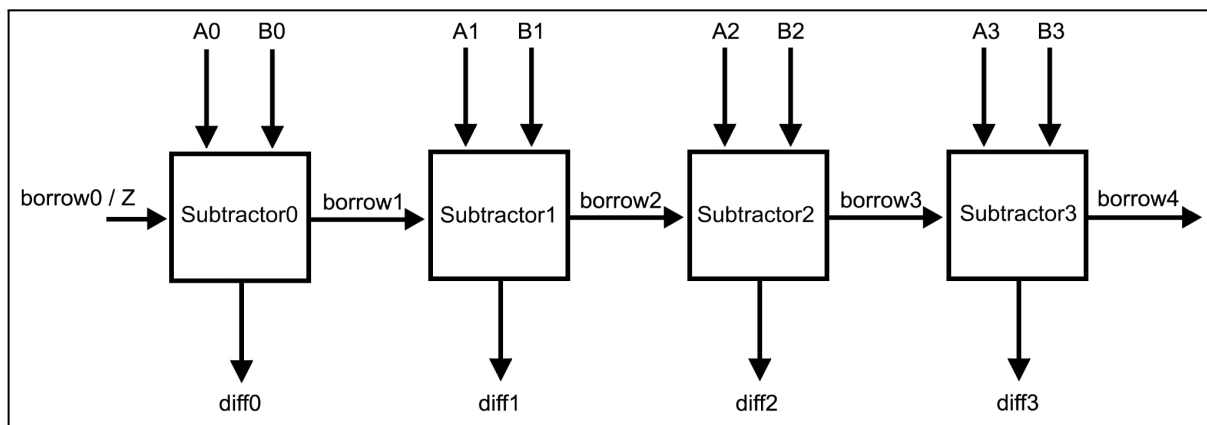 A0 B0 A1 B1 A2 B2 A3 B3
borrow0 / Z Subtractor0 borrow1 Subtractor1 borrow2 Subtractor2 borrow3 Subtractor3 borrow4
diff0 diff1 diff2 diff3